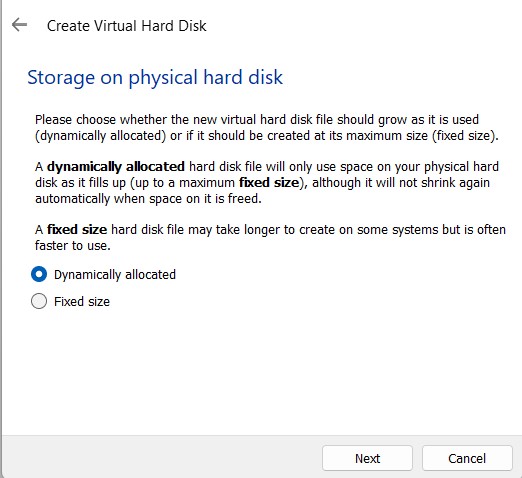 Create Virtual Hard Disk
Storage on physical hard disk
Please choose whether the new virtual hard disk file should grow as it is used
(dynamically allocated) or if it should be created at its maximum size (fixed size).
A dynamically allocated hard disk file will only use space on your physical hard
disk as it fills up (up to a maximum fixed size), although it will not shrink again
automatically when space on it is freed.
A fixed size hard disk file may take longer to create on some systems but is often
faster to use.
Dynamically allocated
Fixed size
Next
Cancel